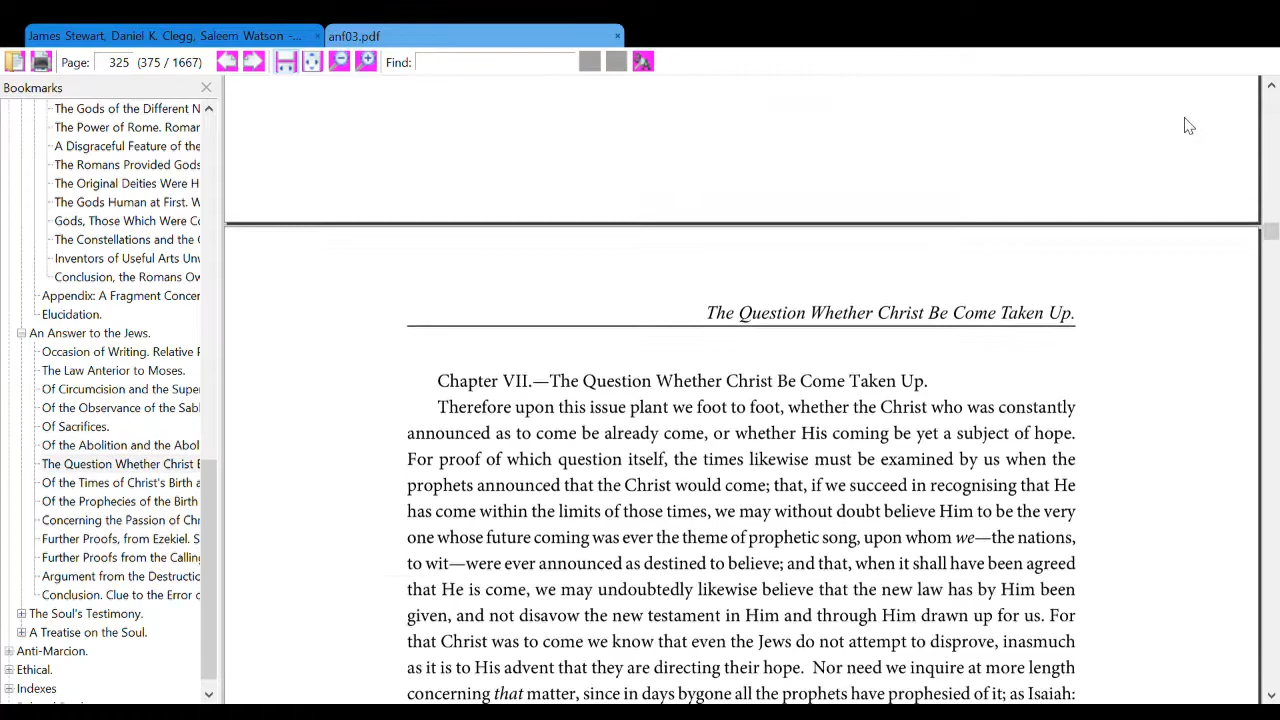 James Stewart, Daniel K. Clegg, Saleem Watson -...
anf03.pdf
Page: 325 (375 / 1667) Find:
Bookmarks
The Gods of the Different N
The Power of Rome. Romar
A Disgraceful Feature of the
The Romans Provided Gods
The Original Deities Were H
The Gods Human at First. W
Gods, Those Which Were Co
The Constellations and the
Inventors of Useful Arts Unv
Conclusion, the Romans Ow
Appendix: A Fragment Concer
Elucidation.
An Answer to the Jews.
Occasion of Writing. Relative P
The Law Anterior to Moses.
Of Circumcision and the Super
Of the Observance of the Sab
Of Sacrifices.
Of the Abolition and the Abol
The Question Whether Christ B
Of the Times of Christ's Birth a
Of the Prophecies of the Birth
Concerning the Passion of Chr
Further Proofs, from Ezekiel. S
Further Proofs from the Calling
Argument from the Destructic
Conclusion. Clue to the Error o
The Soul's Testimony.
A Treatise on the Soul.
Anti-Marcion.
Ethical.
Indexes
The Question Whether Christ Be Come Taken Up.
Chapter VII.—The Question Whether Christ Be Come Taken Up.
Therefore upon this issue plant we foot to foot, whether the Christ who was constantly
announced as to come be already come, or whether His coming be yet a subject of hope.
For proof of which question itself, the times likewise must be examined by us when the
prophets announced that the Christ would come; that, if we succeed in recognising that He
has come within the limits of those times, we may without doubt believe Him to be the very
one whose future coming was ever the theme of prophetic song, upon whom we—the nations,
to wit—were ever announced as destined to believe; and that, when it shall have been agreed
that He is come, we may undoubtedly likewise believe that the new law has by Him been
given, and not disavow the new testament in Him and through Him drawn up for us. For
that Christ was to come we know that even the Jews do not attempt to disprove, inasmuch
as it is to His advent that they are directing their hope. Nor need we inquire at more length
concerning that matter, since in days bygone all the prophets have prophesied of it; as Isaiah: